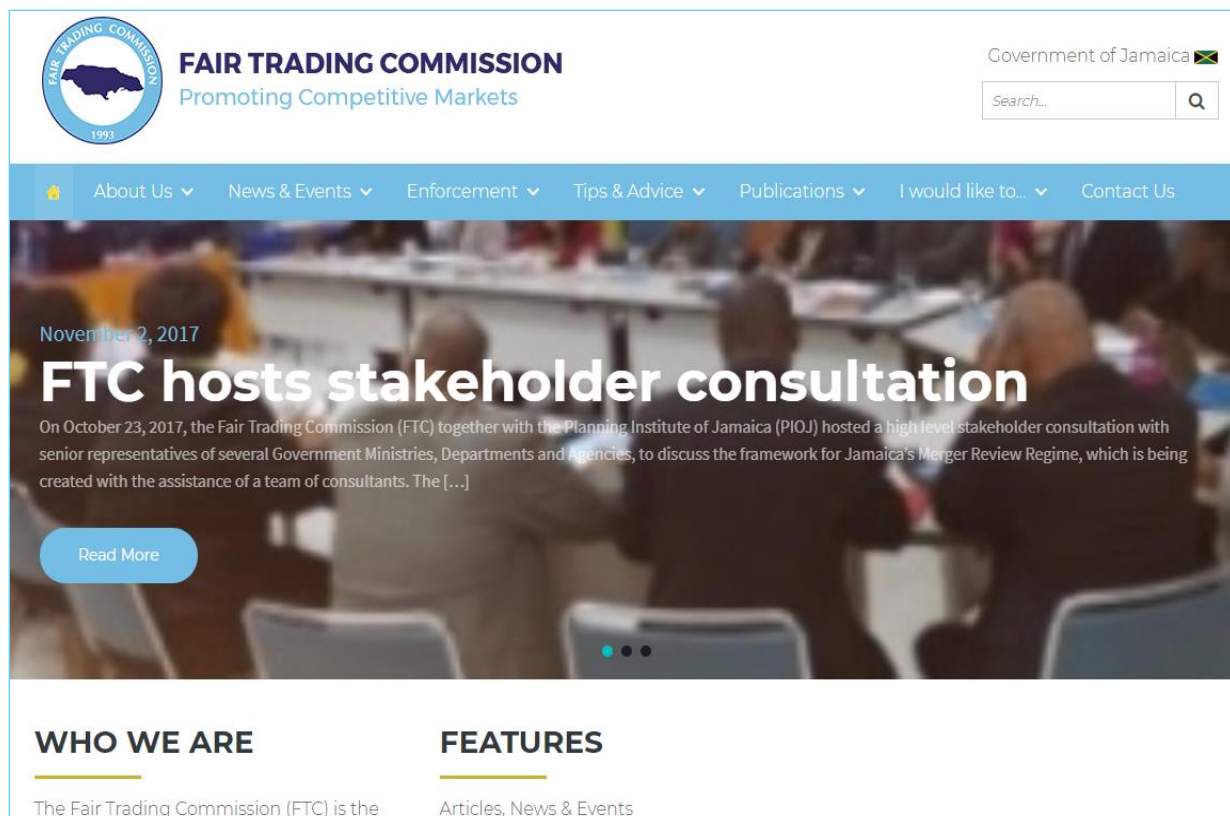 FAIR TRADING COMMISSION
1993
FAIR TRADING COMMISSION
Promoting Competitive Markets
Government of Jamaica
Search...
About Us
News & Events
Enforcement
Tips & Advice
Publications
I would like to...
Contact Us
November 2, 2017
FTC hosts stakeholder consultation
On October 23, 2017, the Fair Trading Commission (FTC) together with the Planning Institute of Jamaica (PIOJ) hosted a high level stakeholder consultation with
senior representatives of several Government Ministries, Departments and Agencies, to discuss the framework for Jamaica's Merger Review Regime, which is being
created with the assistance of a team of consultants. The [...]
Read More
WHO WE ARE
The Fair Trading Commission (FTC) is the
FEATURES
Articles, News & Events